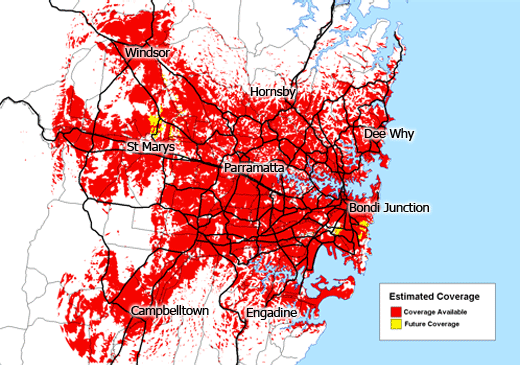 Windsor
Hornsby
Dee Why
St Marys
Parramatta
Bondi Junction
Campbelltown
Engadine
Estimated Coverage
Coverage Available
Future Coverage